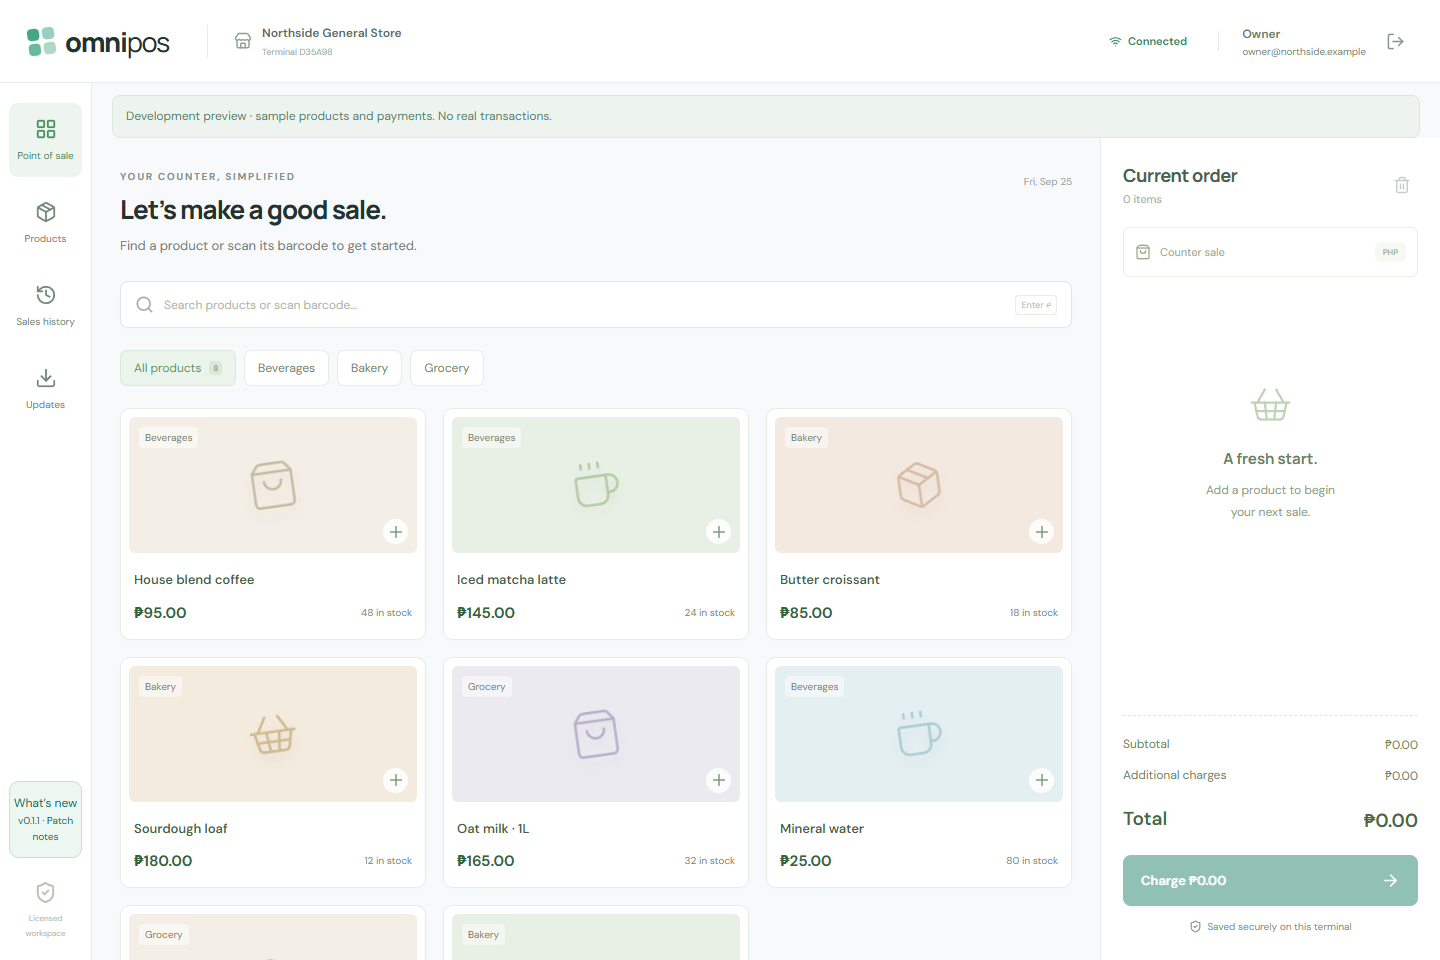 omnipos
Northside General Store
Terminal D35A98
Connected
Owner
owner@northside.example
Point of sale
Products
Sales history
Updates
What's new
v0.1.1 · Patch
notes
Licensed
workspace
Development preview · sample products and payments. No real transactions.
YOUR COUNTER, SIMPLIFIED
Fri, Sep 25
Let's make a good sale.
Find a product or scan its barcode to get started.
Search products or scan barcode...
Enter ↵
All products 8
Beverages
Bakery
Grocery
Beverages
House blend coffee
₱95.00
48 in stock
Beverages
Iced matcha latte
₱145.00
24 in stock
Bakery
Butter croissant
₱85.00
18 in stock
Bakery
Sourdough loaf
₱180.00
12 in stock
Grocery
Oat milk · 1L
₱165.00
32 in stock
Beverages
Mineral water
₱25.00
80 in stock
Grocery
Bakery
Current order
0 items
Counter sale
PHP
A fresh start.
Add a product to begin
your next sale.
Subtotal ₱0.00
Additional charges ₱0.00
Total ₱0.00
Charge ₱0.00
Saved securely on this terminal